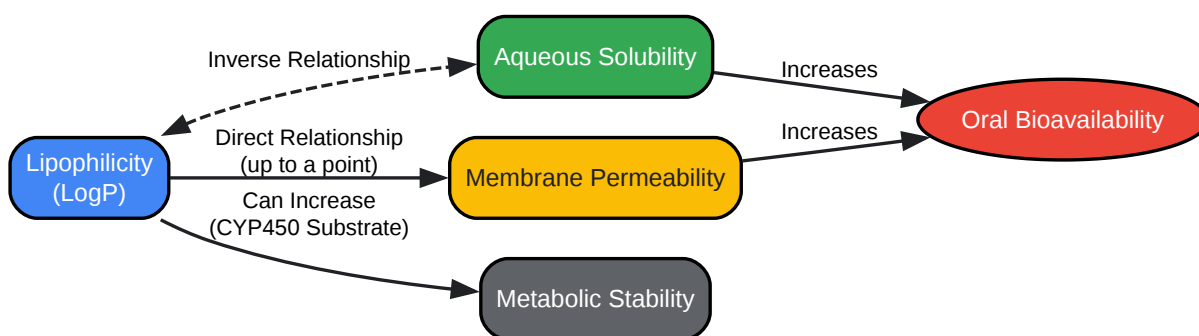 Inverse Relationship
Aqueous Solubility
Increases
Oral Bioavailability
Lipophilicity
(LogP)
Direct Relationship
(up to a point)
Membrane Permeability
Increases
Can Increase
(CYP450 Substrate)
Metabolic Stability